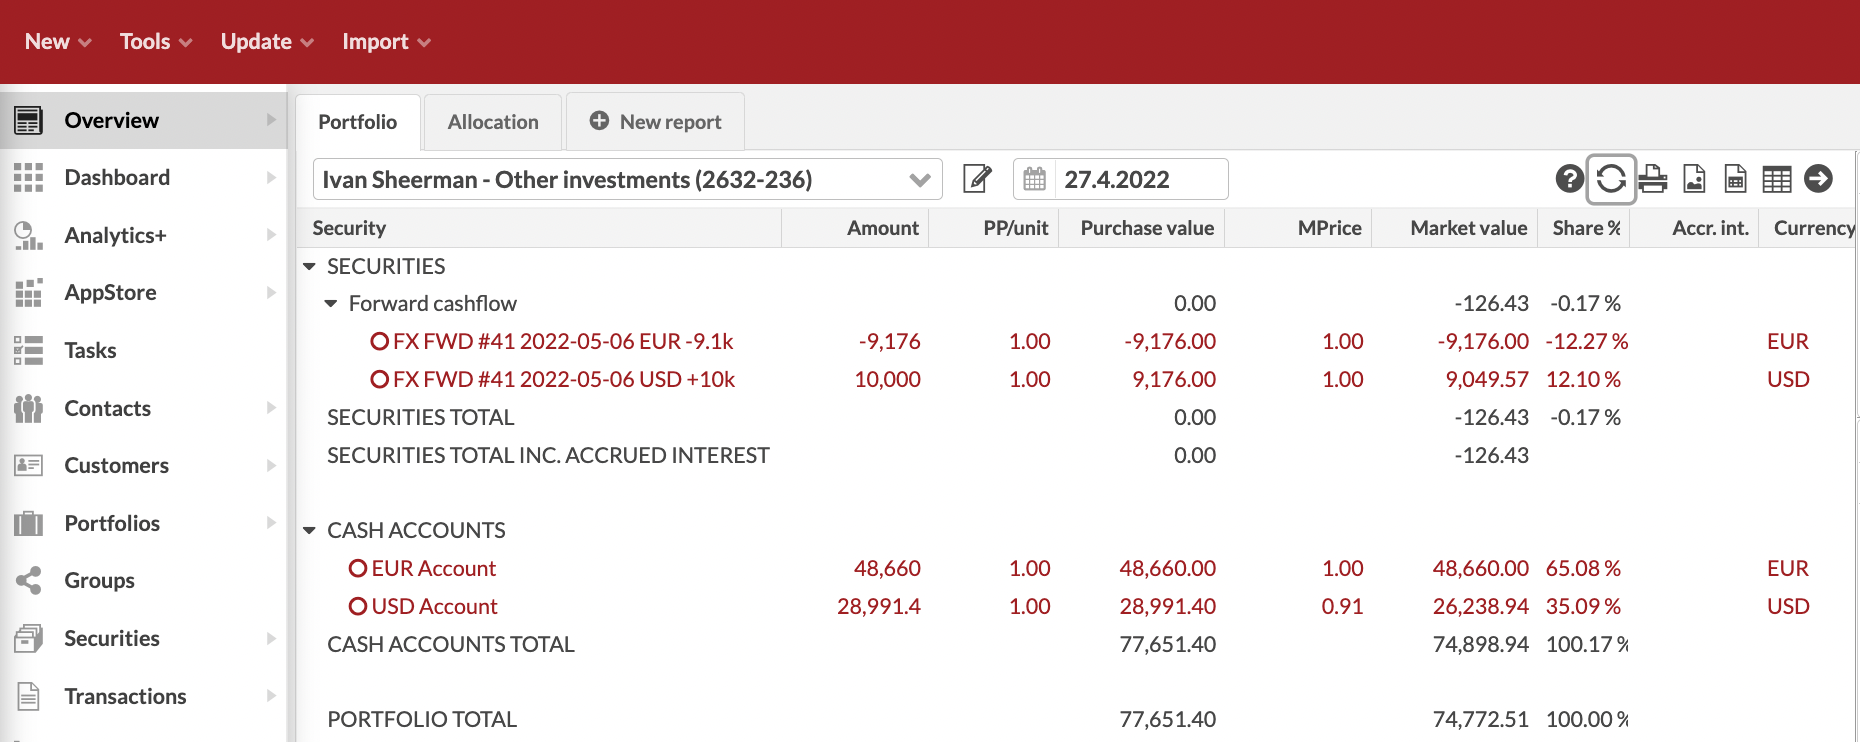 New Tools Update Import
Overview
Dashboard
Analytics+
AppStore
Tasks
Contacts
Customers
Portfolios
Groups
Securities
Transactions
Portfolio Allocation New report
Ivan Sheerman - Other investments (2632-236) 27.4.2022
Security Amount PP/unit Purchase value MPrice Market value Share % Accr. int. Currency
SECURITIES
Forward cashflow 0.00 -126.43 -0.17 %
FX FWD #41 2022-05-06 EUR -9.1k -9,176 1.00 -9,176.00 1.00 -9,176.00 -12.27 % EUR
FX FWD #41 2022-05-06 USD +10k 10,000 1.00 9,176.00 1.00 9,049.57 12.10 % USD
SECURITIES TOTAL 0.00 -126.43 -0.17 %
SECURITIES TOTAL INC. ACCRUED INTEREST 0.00 -126.43
CASH ACCOUNTS
EUR Account 48,660 1.00 48,660.00 1.00 48,660.00 65.08 % EUR
USD Account 28,991.4 1.00 28,991.40 0.91 26,238.94 35.09 % USD
CASH ACCOUNTS TOTAL 77,651.40 74,898.94 100.17 %
PORTFOLIO TOTAL 77,651.40 74,772.51 100.00 %